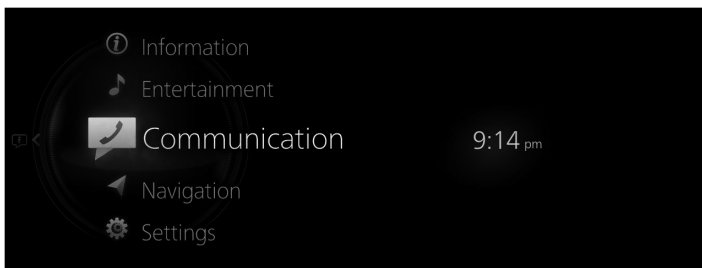 Information
Entertainment
Communication
9:14 pm
Navigation
Settings